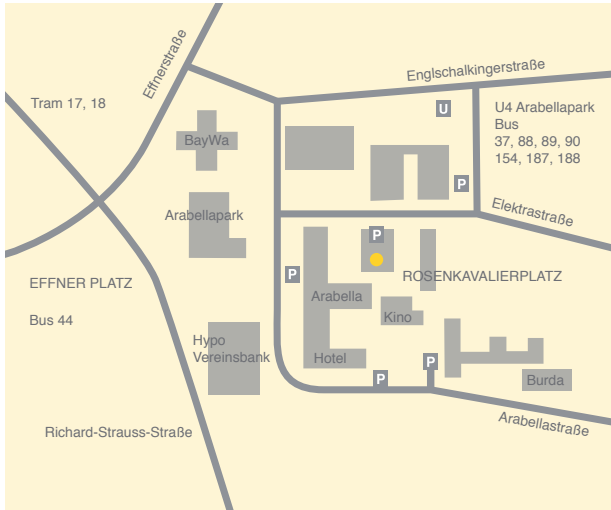 Effnerstraße
Englschalkingerstraße
Tram 17, 18
U
U4 Arabellapark
Bus
37, 88, 89, 90
154, 187, 188
BayWa
P
Elektrastraße
Arabellapark
P
P
ROSENKAVALIERPLATZ
EFFNER PLATZ
Arabella
Bus 44
Kino
Hypo
Vereinsbank
Hotel
P
P
Burda
Arabellastraße
Richard-Strauss-Straße